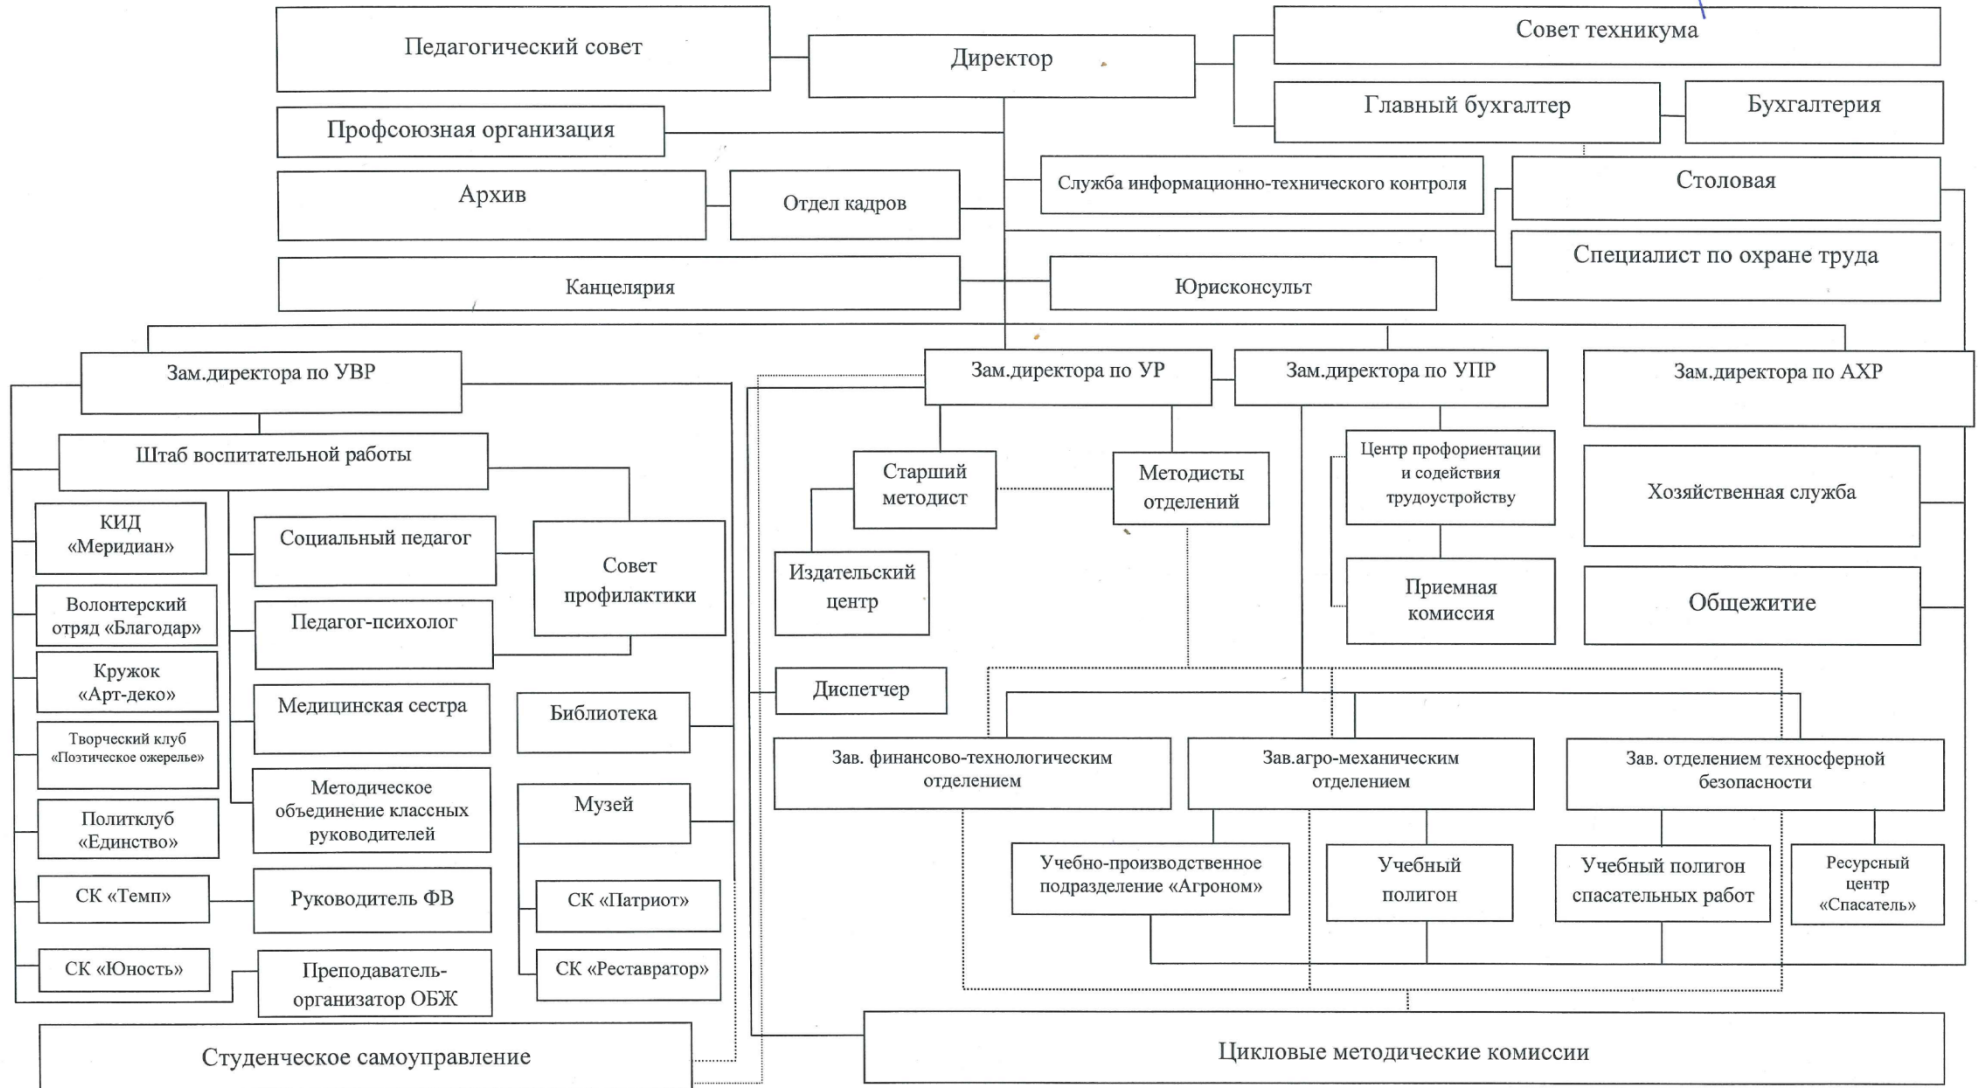 Педагогический совет
Директор
Совет техникума
Главный бухгалтер
Бухгалтерия
Профсоюзная организация
Архив
Отдел кадров
Служба информационно-технического контроля
Столовая
Специалист по охране труда
Канцелярия
Юрисконсульт
Зам.директора по УВР
Зам.директора по УР
Зам.директора по УПР
Зам.директора по АХР
Штаб воспитательной работы
КИД
«Меридиан»
Волонтерский
отряд «Благодар»
Кружок
«Арт-деко»
Творческий клуб
«Поэтическое ожерелье»
Политклуб
«Единство»
СК «Темп»
СК «Юность»
Социальный педагог
Педагог-психолог
Медицинская сестра
Методическое
объединение классных
руководителей
Руководитель ФВ
Преподаватель-
организатор ОБЖ
Совет
профилактики
Библиотека
Музей
СК «Патриот»
СК «Реставратор»
Старший
методист
Методисты
отделений
Издательский
центр
Диспетчер
Центр профориентации
и содействия
трудоустройству
Приемная
комиссия
Хозяйственная служба
Общежитие
Зав. финансово-технологическим
отделением
Зав.агро-механическим
отделением
Зав. отделением техносферной
безопасности
Учебно-производственное
подразделение «Агроном»
Учебный
полигон
Учебный полигон
спасательных работ
Ресурсный
центр
«Спасатель»
Студенческое самоуправление
Цикловые методические комиссии